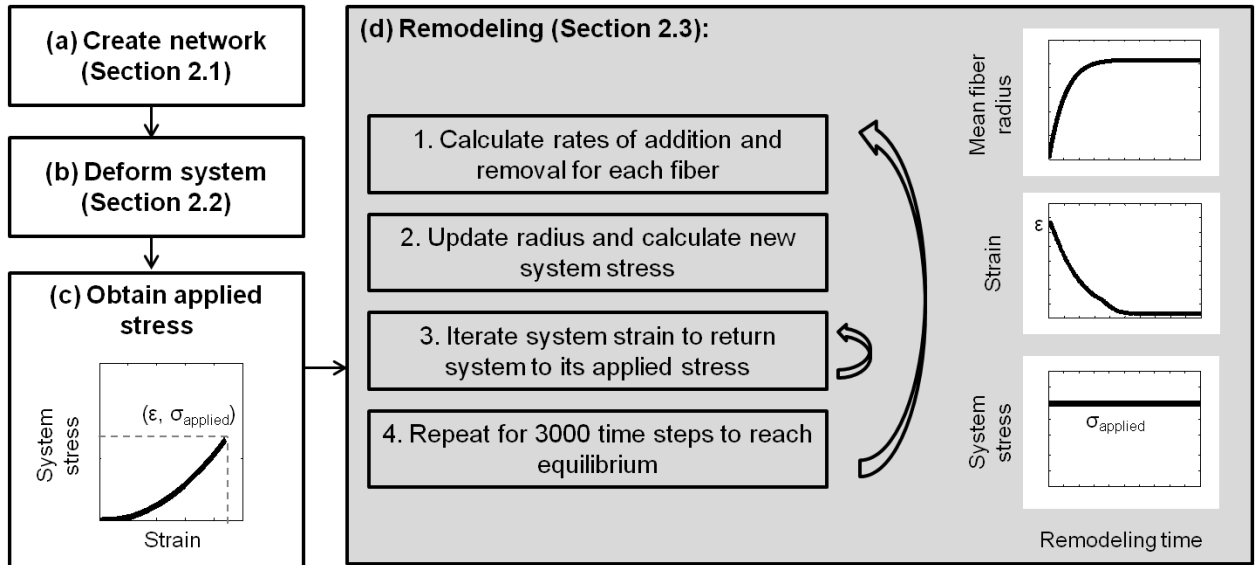 (a) Create network
(Section 2.1)
(b) Deform system
(Section 2.2)
(c) Obtain applied
stress
(ε, σapplied)
System
stress
Strain
(d) Remodeling (Section 2.3):
1. Calculate rates of addition and
removal for each fiber
2. Update radius and calculate new
system stress
3. Iterate system strain to return
system to its applied stress
4. Repeat for 3000 time steps to reach
equilibrium
Mean fiber
radius
ε
Strain
σapplied
System
stress
Remodeling time